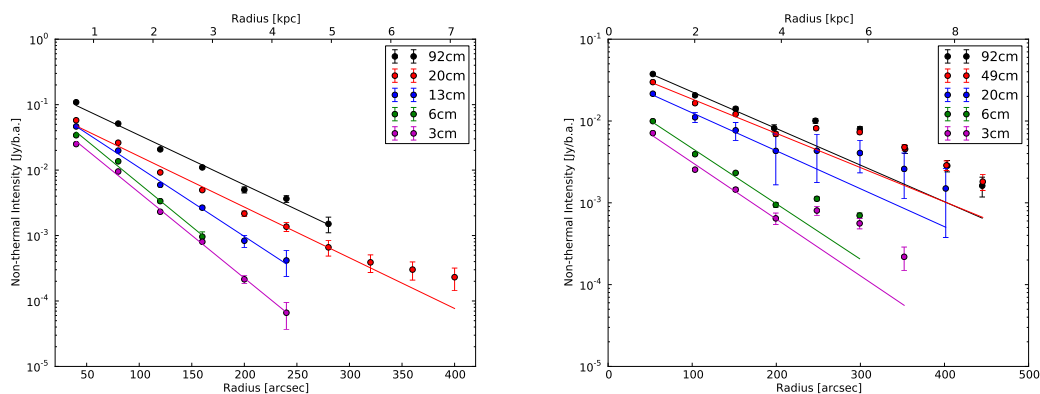 Radius [kpc]
1 2 3 4 5 6 7
10^0
10^-1
10^-2
10^-3
10^-4
10^-5
Non-thermal Intensity [Jy/b.a.]
92cm
20cm
13cm
6cm
3cm
50 100 150 200 250 300 350 400
Radius [arcsec]
Radius [kpc]
0 2 4 6 8
10^-1
10^-2
10^-3
10^-4
10^-5
Non-thermal Intensity [Jy/b.a.]
92cm
49cm
20cm
6cm
3cm
0 100 200 300 400 500
Radius [arcsec]